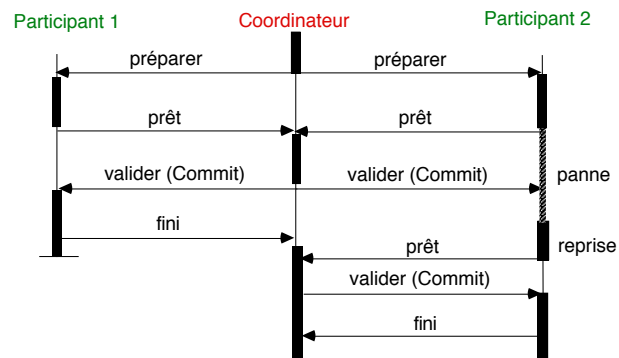 Participant 1 Coordinateur Participant 2
préparer préparer
prêt prêt
valider (Commit) valider (Commit) panne
fini
prêt reprise
valider (Commit)
fini